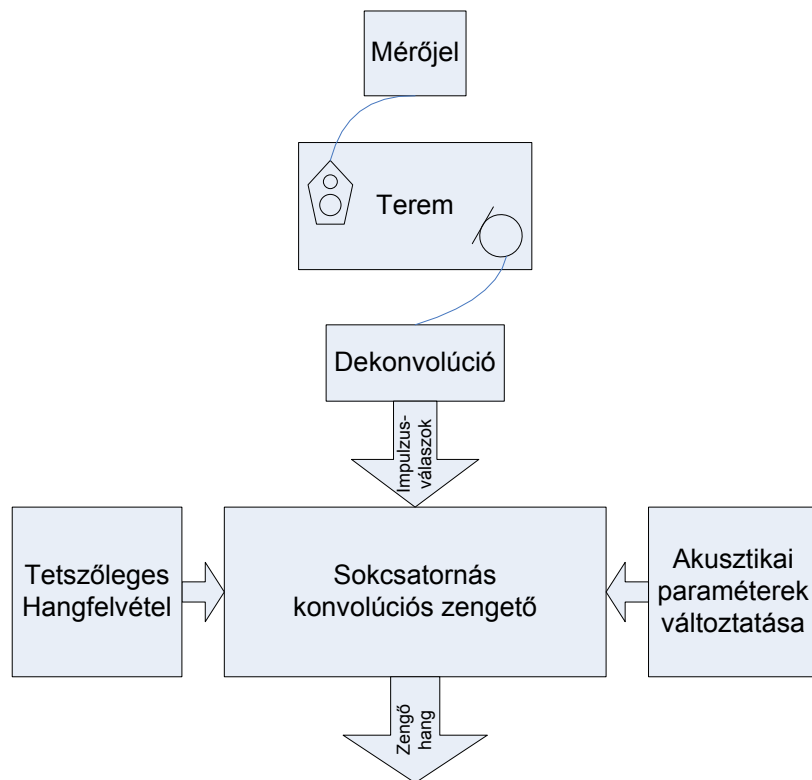 Mérőjel
Terem
Dekonvolúció
Impulzus-
válaszok
Tetszőleges
Hangfelvétel
Sokcsatornás
konvolúciós zengető
Akusztikai
paraméterek
változtatása
Zengő
hang